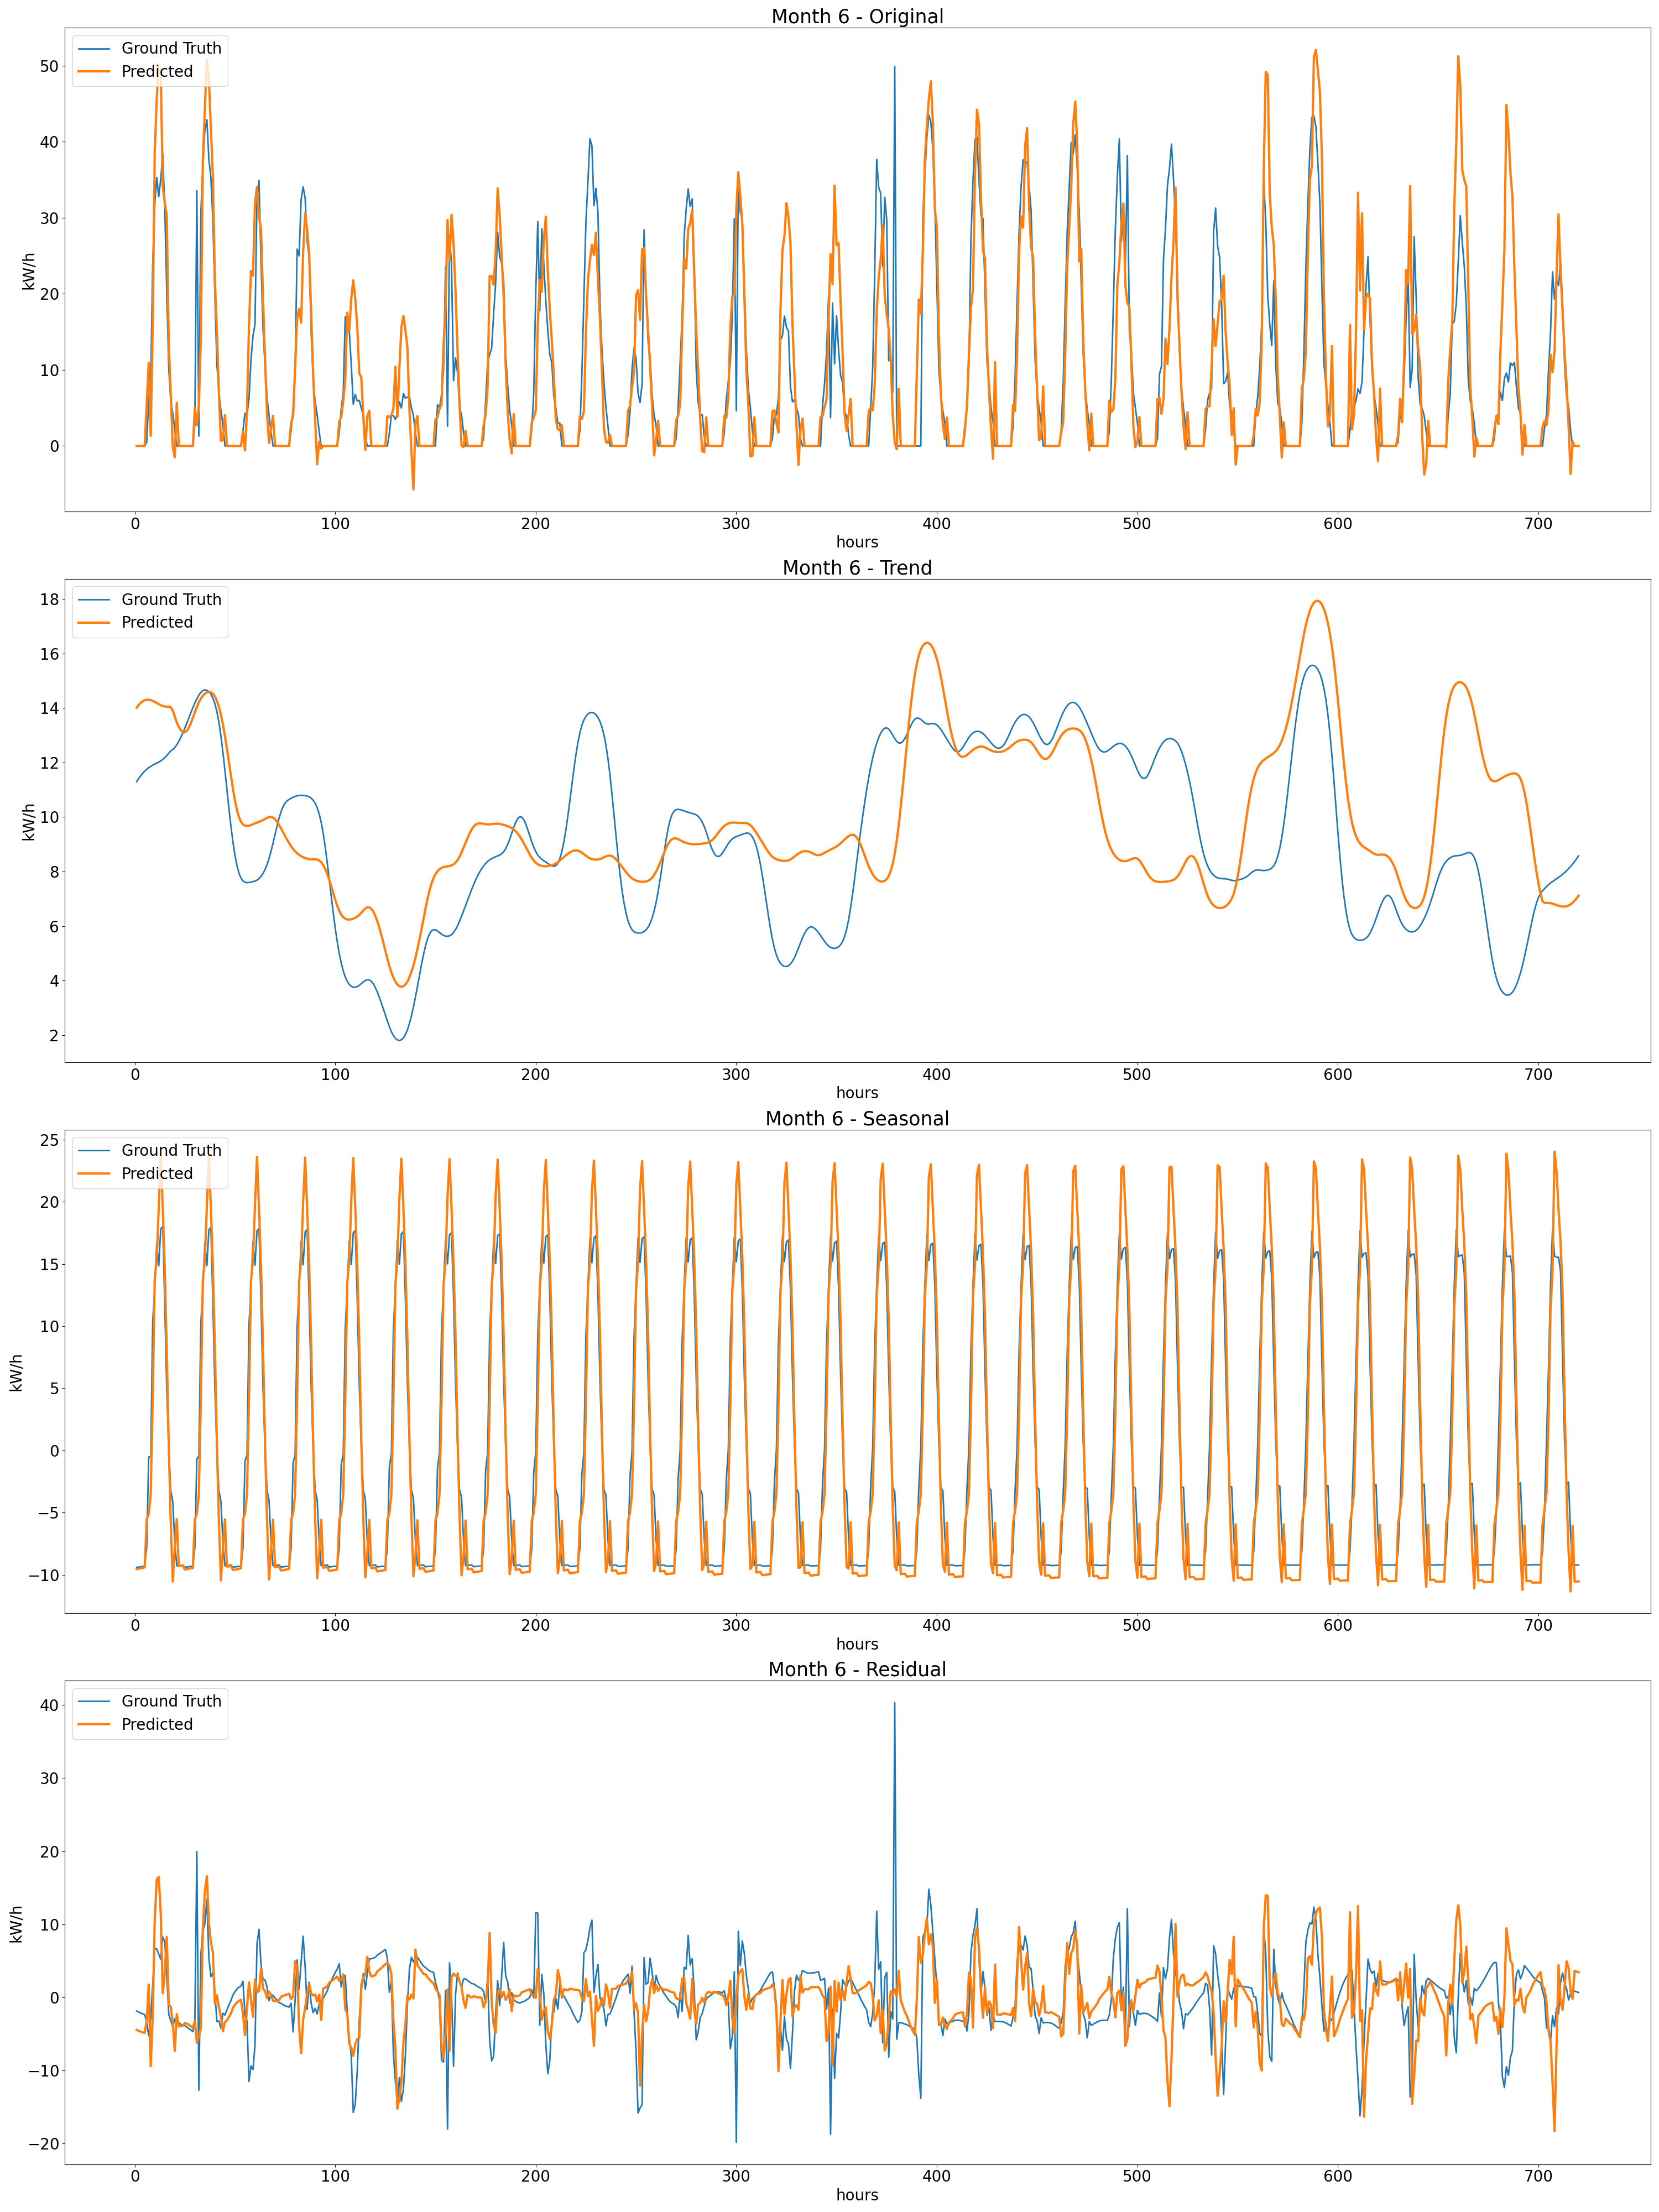 Month 6 - Original
Ground Truth
Predicted
kW/h
50
40
30
20
10
0
0 100 200 300 400 500 600 700
hours
Month 6 - Trend
Ground Truth
Predicted
kW/h
18
16
14
12
10
8
6
4
2
0 100 200 300 400 500 600 700
hours
Month 6 - Seasonal
Ground Truth
Predicted
kW/h
25
20
15
10
5
0
−5
−10
0 100 200 300 400 500 600 700
hours
Month 6 - Residual
Ground Truth
Predicted
kW/h
40
30
20
10
0
−10
−20
0 100 200 300 400 500 600 700
hours